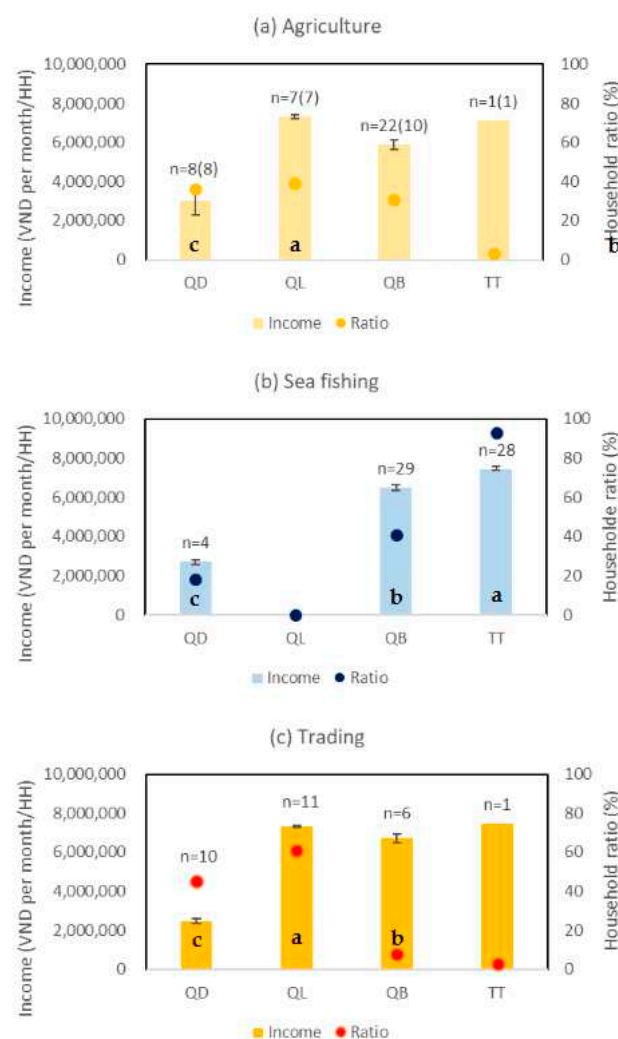 (a) Agriculture
Income (VND per month/HH)
10,000,000
8,000,000
6,000,000
4,000,000
2,000,000
0
n=8(8)
n=7(7)
n=22(10)
n=1(1)
c
a
b
100
80
60
40
20
0
Household ratio (%)
QD QL QB TT
Income Ratio
(b) Sea fishing
Income (VND per month/HH)
10,000,000
8,000,000
6,000,000
4,000,000
2,000,000
0
n=4
n=29
n=28
c
b
a
100
80
60
40
20
0
Househalde ratio (%)
QD QL QB TT
Income Ratio
(c) Trading
Income (VND per month/HH)
10,000,000
8,000,000
6,000,000
4,000,000
2,000,000
0
n=10
n=11
n=6
n=1
c
a
b
100
80
60
40
20
0
Household ratio (%)
QD QL QB TT
Income Ratio